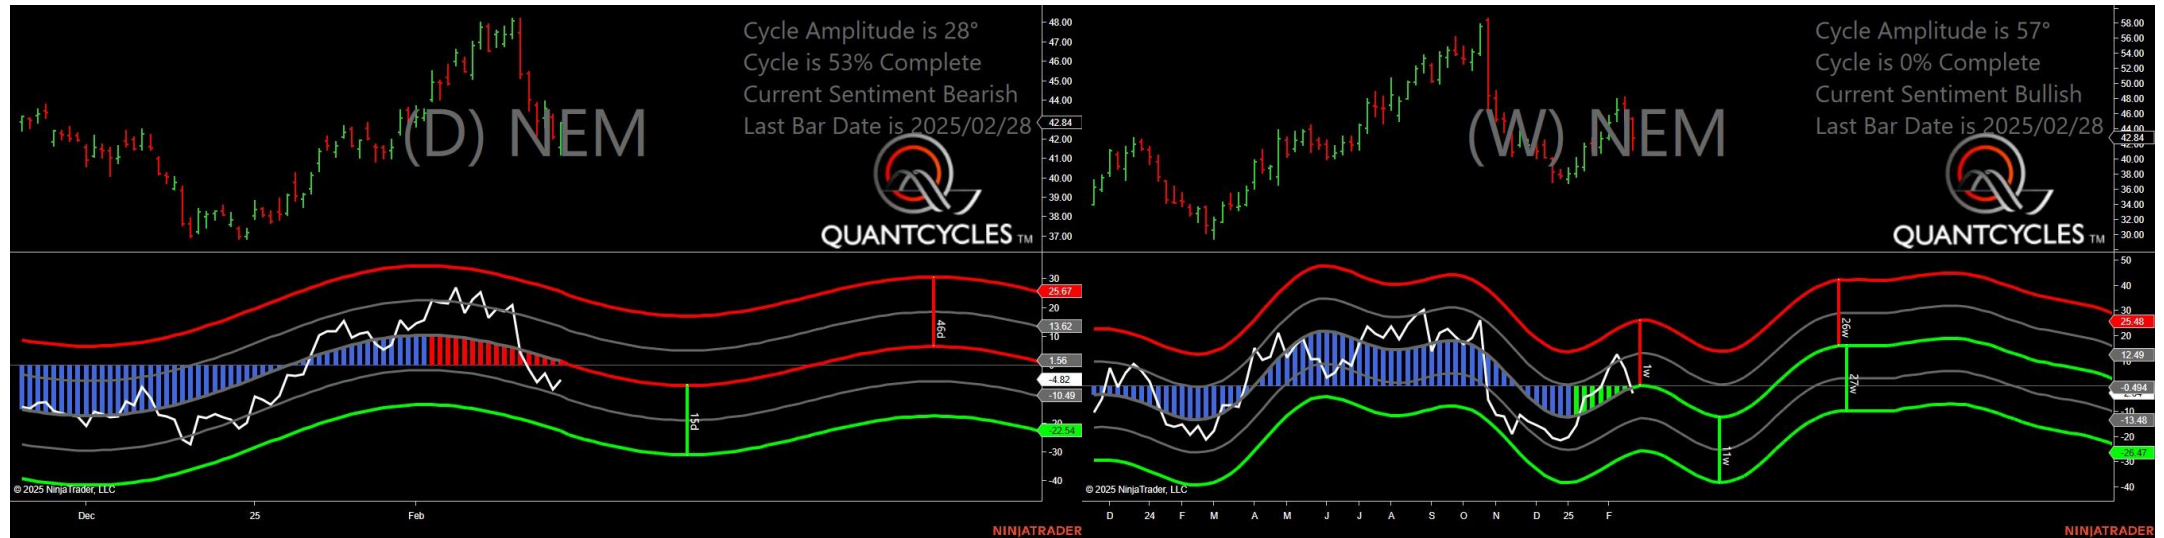 Cycle Amplitude is 28°
Cycle is 53% Complete
Current Sentiment Bearish
Last Bar Date is 2025/02/28
(D) NEM
QUANTCYCLES TM
48.00
47.00
46.00
45.00
44.00
42.84
42.00
41.00
40.00
39.00
38.00
37.00
30
25.67
20
13.62
10
1.56
-4.82
-10.49
-22.54
-30
-40
46d
15d
© 2025 NinjaTrader, LLC
Dec
25
Feb
NINJATRADER
Cycle Amplitude is 57°
Cycle is 0% Complete
Current Sentiment Bullish
Last Bar Date is 2025/02/28
(W) NEM
QUANTCYCLES TM
58.00
56.00
54.00
52.00
50.00
48.00
46.00
44.00
42.84
40.00
38.00
36.00
34.00
32.00
30.00
50
40
30
25.48
20
12.49
-0.494
-10
-13.48
-20
-26.47
-30
-40
1w
11w
26w
27w
© 2025 NinjaTrader, LLC
D
24
F
M
A
M
J
J
A
S
O
N
D
25
F
NINJATRADER